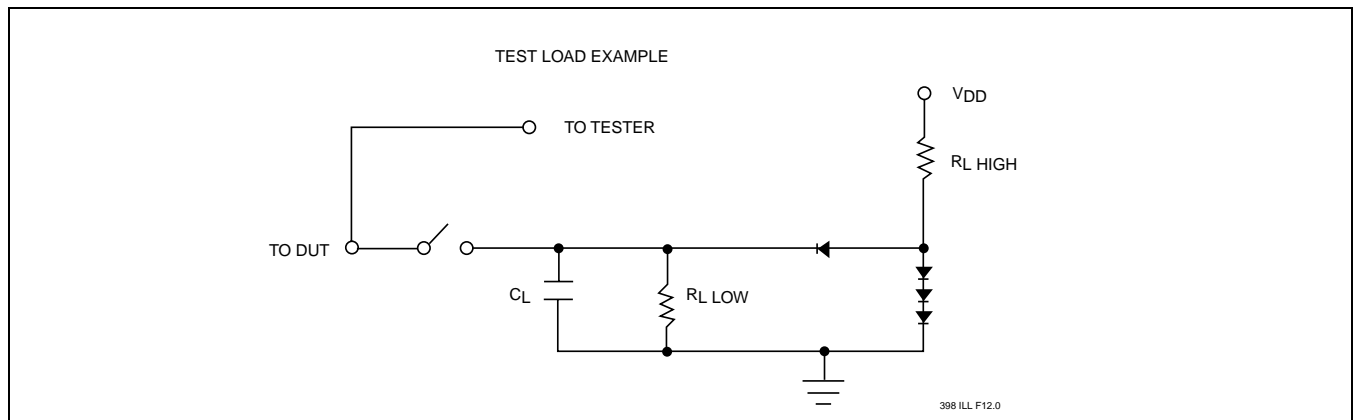 TEST LOAD EXAMPLE
VDD
TO TESTER
RL HIGH
TO DUT
CL
RL LOW
398 ILL F12.0